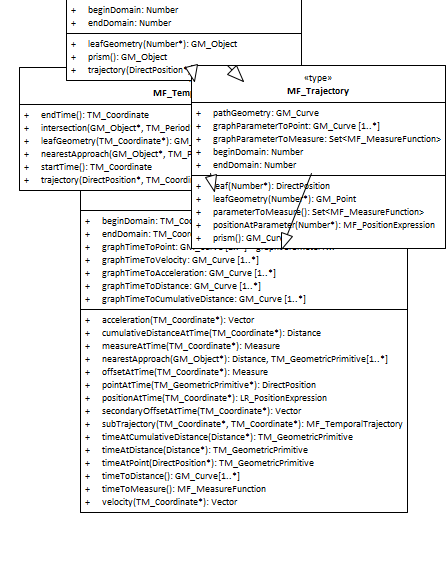 + beginDomain: Number
+ endDomain: Number
+ leafGeometry(Number*): GM_Object
+ prism(): GM_Object
+ trajectory(DirectPosition*
MF_Temp
+ endTime(): TM_Coordinate
+ intersection(GM_Object*, TM_Period
+ leafGeometry(TM_Coordinate*): GM_
+ nearestApproach(GM_Object*, TM_P
+ startTime(): TM_Coordinate
+ trajectory(DirectPosition*, TM_Coordi
«type»
MF_Trajectory
+ pathGeometry: GM_Curve
+ graphParameterToPoint: GM_Curve [1..*]
+ graphParameterToMeasure: Set<MF_MeasureFunction>
+ beginDomain: Number
+ endDomain: Number
+ leaf(Number*): DirectPosition
+ leafGeometry(Number*): GM_Point
+ parameterToMeasure(): Set<MF_MeasureFunction>
+ positionAtParameter(Number*): MF_PositionExpression
+ prism(): GM_Curve
+ beginDomain: TM_Coo
+ endDomain: TM_Coor
+ graphTimeToPoint: GM_Curve
+ graphTimeToVelocity: GM_Curve [1..*]
+ graphTimeToAcceleration: GM_Curve [1..*]
+ graphTimeToDistance: GM_Curve [1..*]
+ graphTimeToCumulativeDistance: GM_Curve [1..*]
+ acceleration(TM_Coordinate*): Vector
+ cumulativeDistanceAtTime(TM_Coordinate*): Distance
+ measureAtTime(TM_Coordinate*): Measure
+ nearestApproach(GM_Object*): Distance, TM_GeometricPrimitive[1..*]
+ offsetAtTime(TM_Coordinate*): Measure
+ pointAtTime(TM_GeometricPrimitive*): DirectPosition
+ positionAtTime(TM_Coordinate*): LR_PositionExpression
+ secondaryOffsetAtTime(TM_Coordinate*): Vector
+ subTrajectory(TM_Coordinate*, TM_Coordinate*): MF_TemporalTrajectory
+ timeAtCumulativeDistance(Distance*): TM_GeometricPrimitive
+ timeAtDistance(Distance*): TM_GeometricPrimitive
+ timeAtPoint(DirectPosition*): TM_GeometricPrimitive
+ timeToDistance(): GM_Curve[1..*]
+ timeToMeasure(): MF_MeasureFunction
+ velocity(TM_Coordinate*): Vector